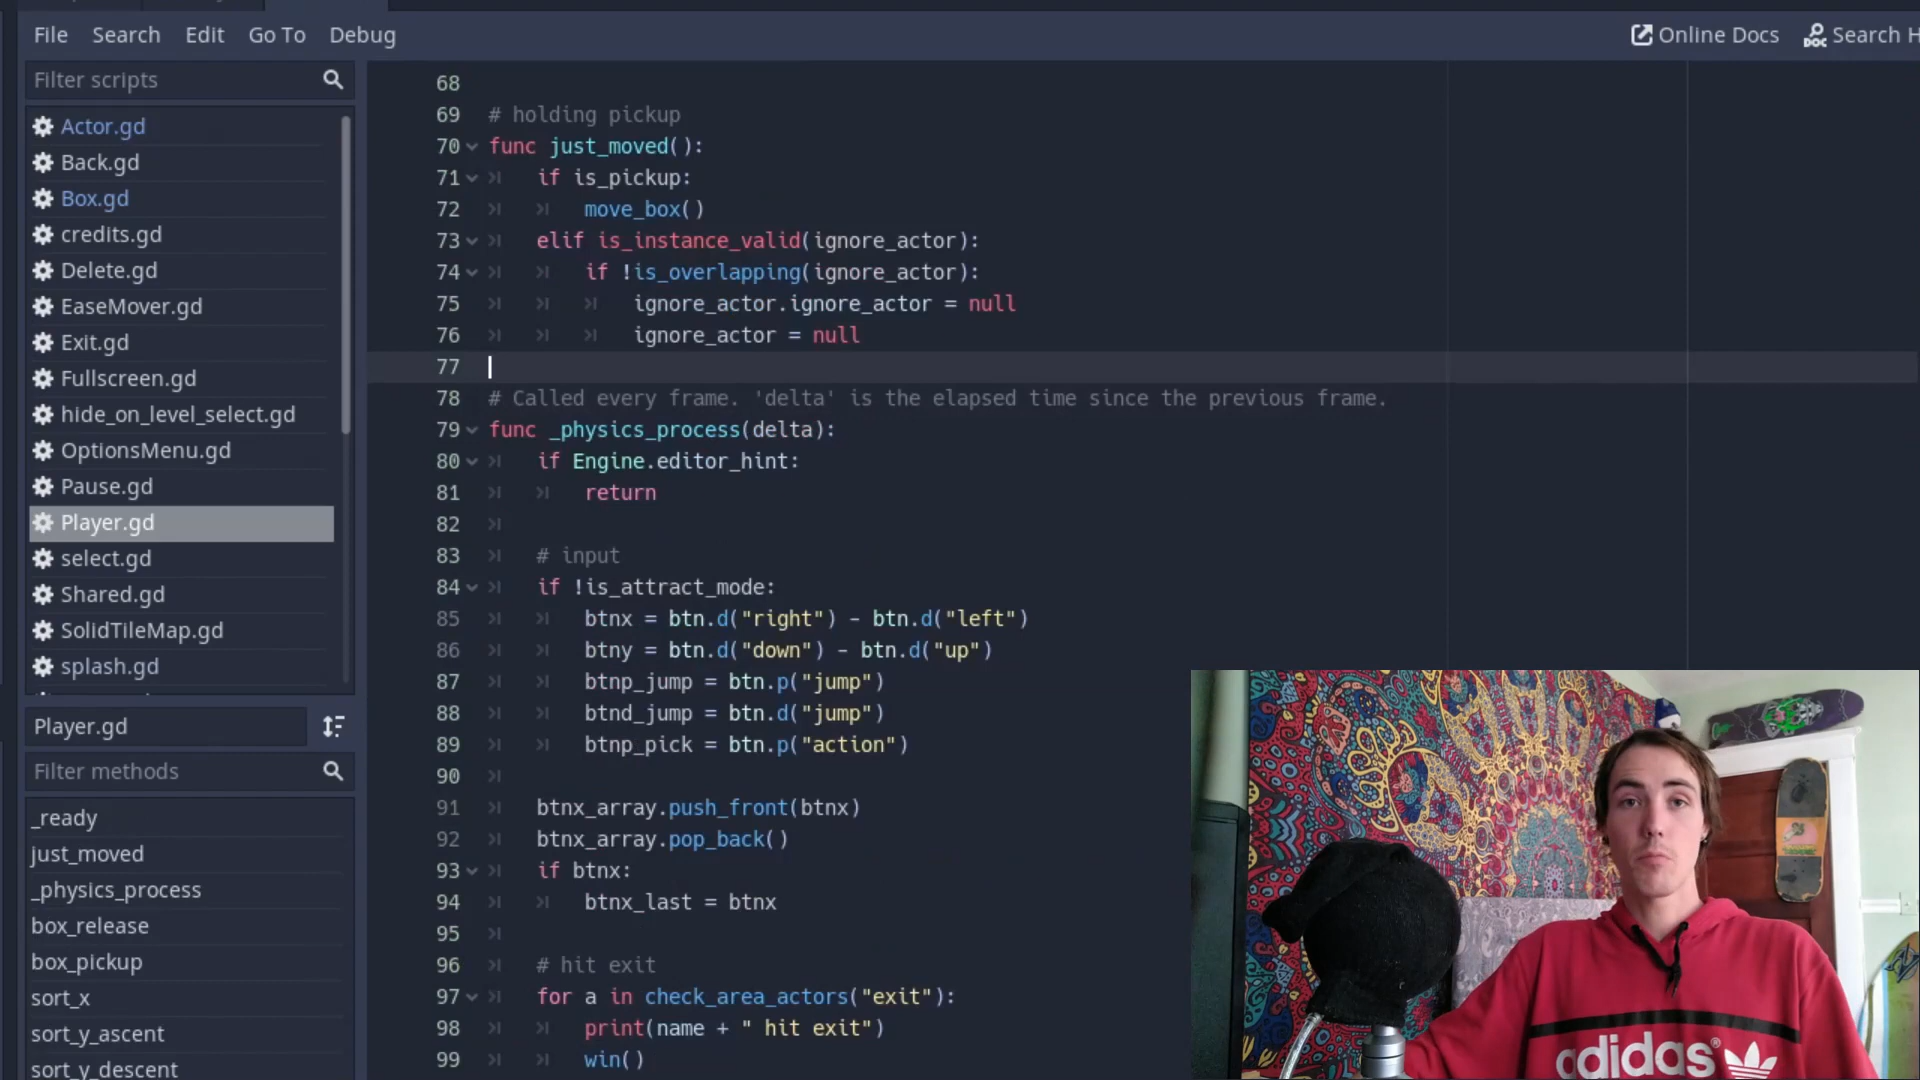 File Search Edit Go To Debug
Online Docs
Search H
Filter scripts
Actor.gd
Back.gd
Box.gd
credits.gd
Delete.gd
EaseMover.gd
Exit.gd
Fullscreen.gd
hide_on_level_select.gd
OptionsMenu.gd
Pause.gd
Player.gd
select.gd
Shared.gd
SolidTileMap.gd
splash.gd
Player.gd
Filter methods
_ready
just_moved
_physics_process
box_release
box_pickup
sort_x
sort_y_ascent
sort_y_descent
68
69 # holding pickup
70 func just_moved():
71 if is_pickup:
72 move_box()
73 elif is_instance_valid(ignore_actor):
74 if !is_overlapping(ignore_actor):
75 ignore_actor.ignore_actor = null
76 ignore_actor = null
77
78 # Called every frame. 'delta' is the elapsed time since the previous frame.
79 func _physics_process(delta):
80 if Engine.editor_hint:
81 return
82
83 # input
84 if !is_attract_mode:
85 btnx = btn.d("right") - btn.d("left")
86 btny = btn.d("down") - btn.d("up")
87 btnp_jump = btn.p("jump")
88 btnd_jump = btn.d("jump")
89 btnp_pick = btn.p("action")
90
91 btnx_array.push_front(btnx)
92 btnx_array.pop_back()
93 if btnx:
94 btnx_last = btnx
95
96 # hit exit
97 for a in check_area_actors("exit"):
98 print(name + " hit exit")
99 win()
adidas®